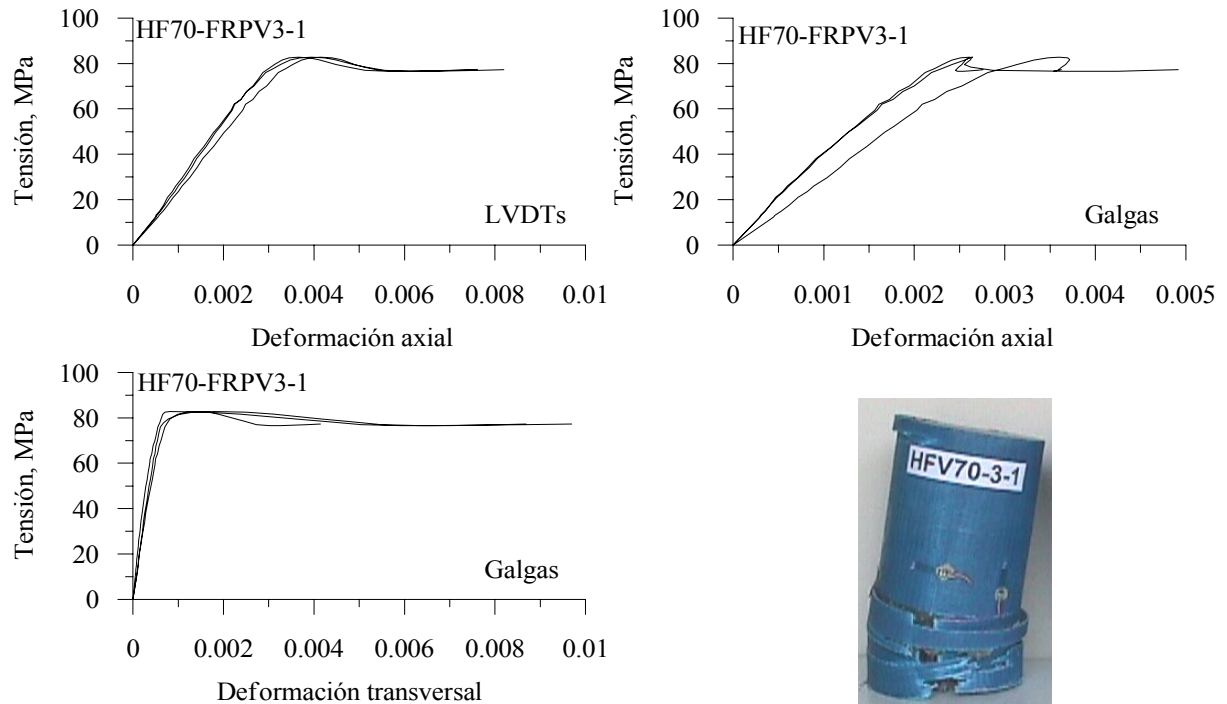 HF70-FRPV3-1
Tensión, MPa
100
80
60
40
20
0
LVDTs
0 0.002 0.004 0.006 0.008 0.01
Deformación axial
HF70-FRPV3-1
Tensión, MPa
100
80
60
40
20
0
Galgas
0 0.001 0.002 0.003 0.004 0.005
Deformación axial
HF70-FRPV3-1
Tensión, MPa
100
80
60
40
20
0
Galgas
0 0.002 0.004 0.006 0.008 0.01
Deformación transversal
HFV70-3-1